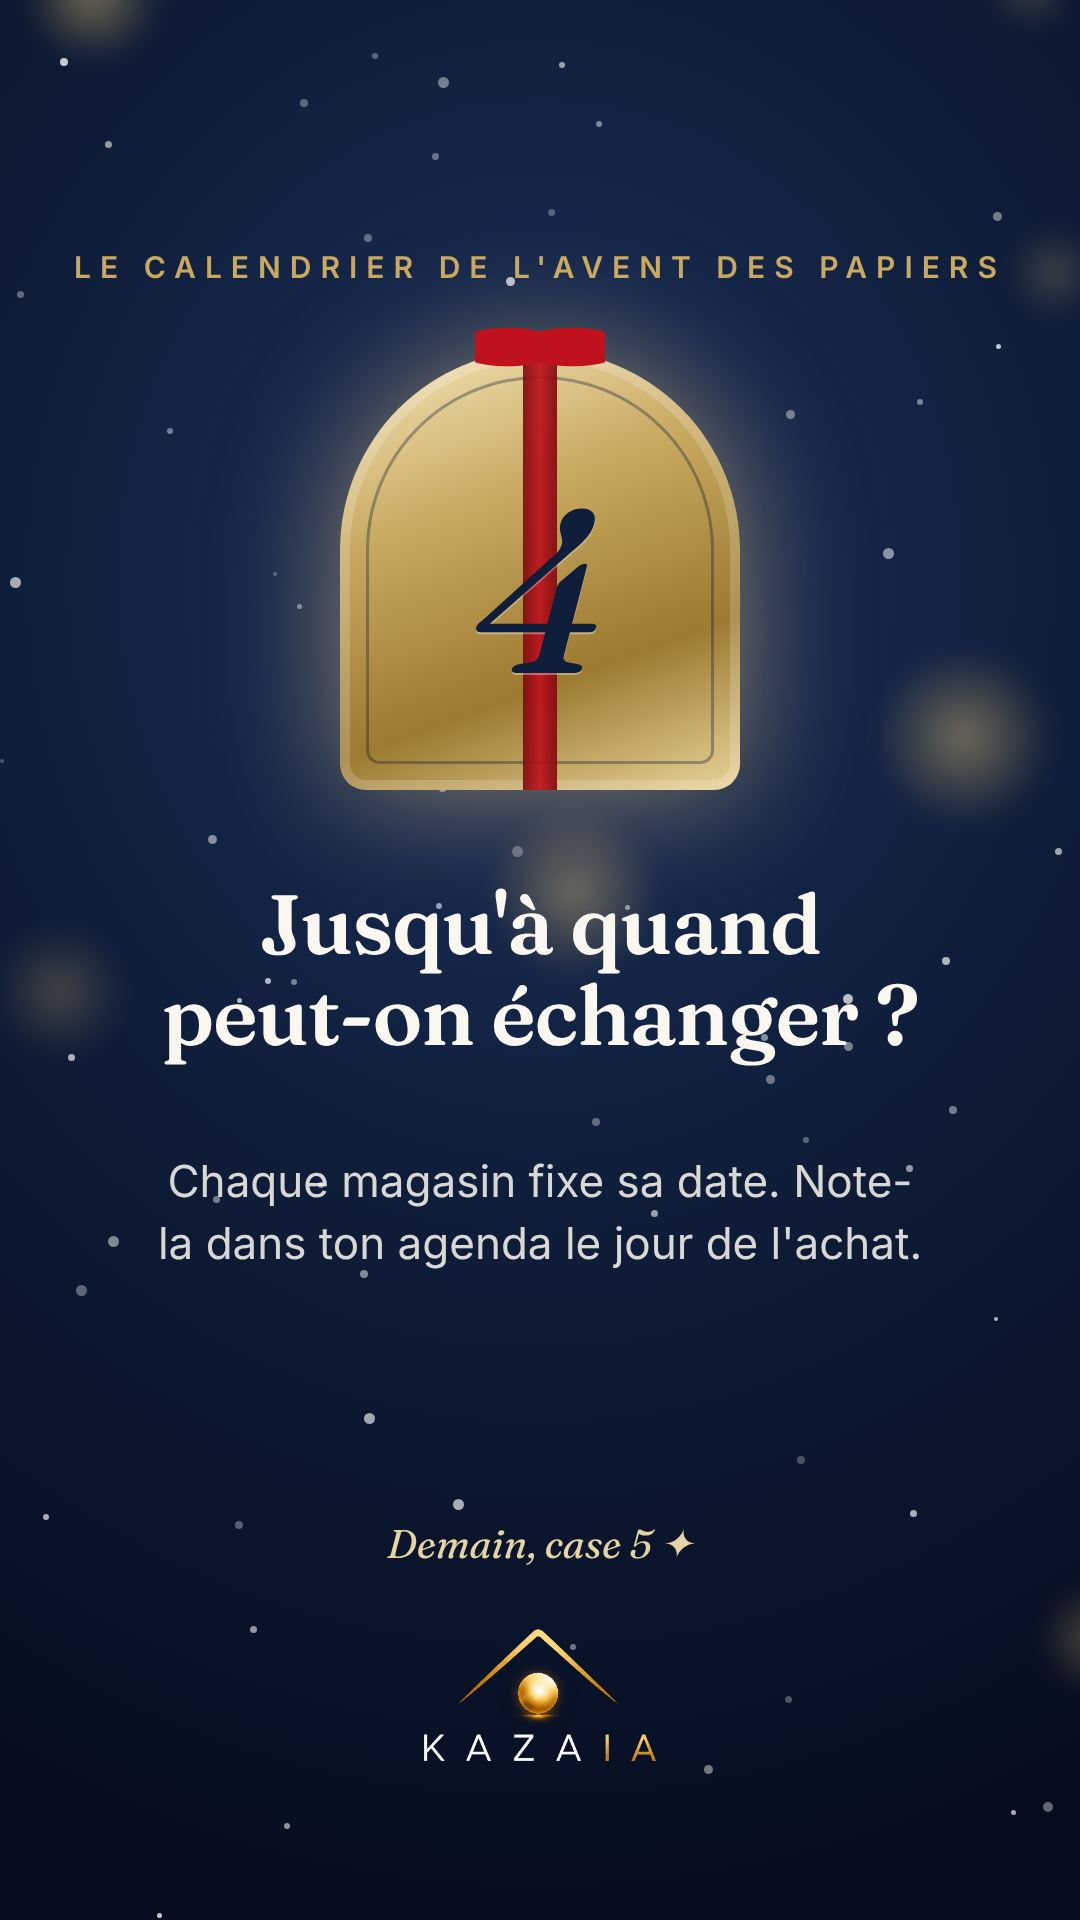 LE CALENDRIER DE L'AVENT DES PAPIERS
4
Jusqu'à quand
peut-on échanger ?
Chaque magasin fixe sa date. Note-
la dans ton agenda le jour de l'achat.
Demain, case 5 ✦
KAZAIA